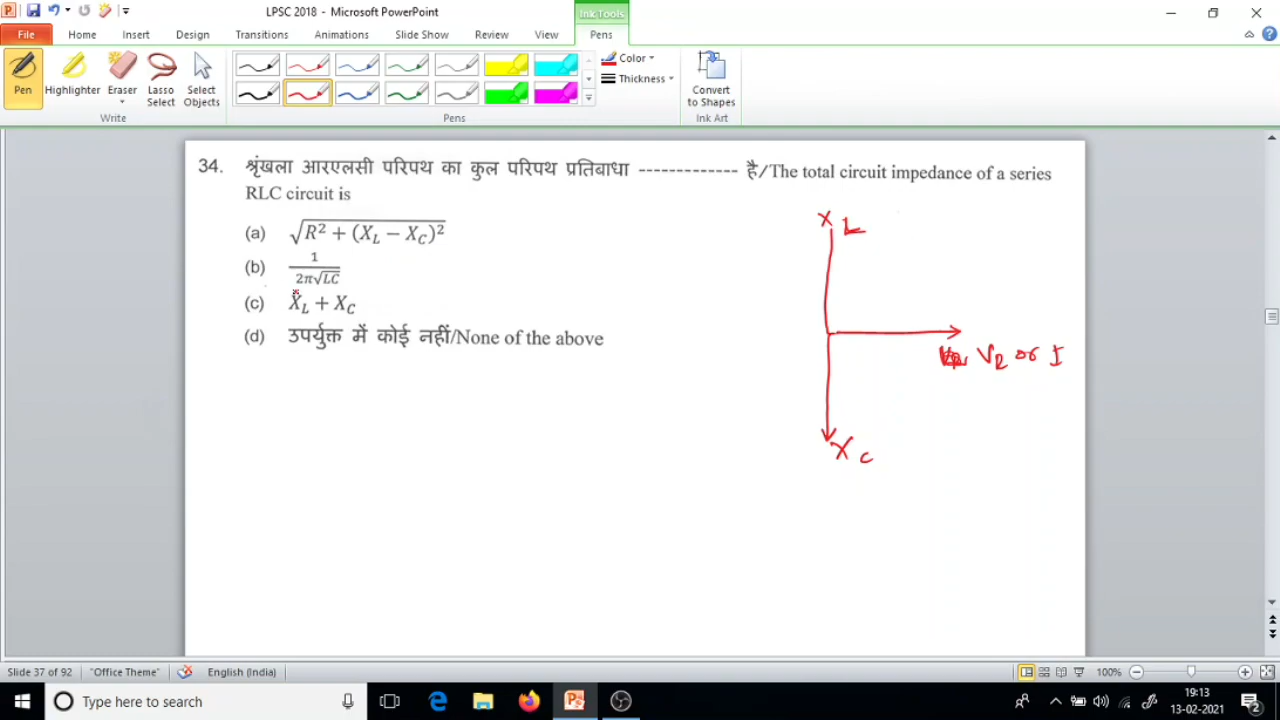 LPSC 2018 - Microsoft PowerPoint
Ink Tools
File Home Insert Design Transitions Animations Slide Show Review View Pens
Pen Highlighter Eraser Lasso Select Select Objects
Color
Thickness
Convert to Shapes
Write Pens Ink Art
34. श्रृंखला आरएलसी परिपथ का कुल परिपथ प्रतिबाधा ------------- है/The total circuit impedance of a series
RLC circuit is
(a) √R² + (X_L − X_C)²
(b) 1/2π√LC
(c) X_L + X_C
(d) उपर्युक्त में कोई नहीं/None of the above
X L
V_R or I
X C
Slide 37 of 92 "Office Theme" English (India) 100%
Type here to search
19:13
13-02-2021
2